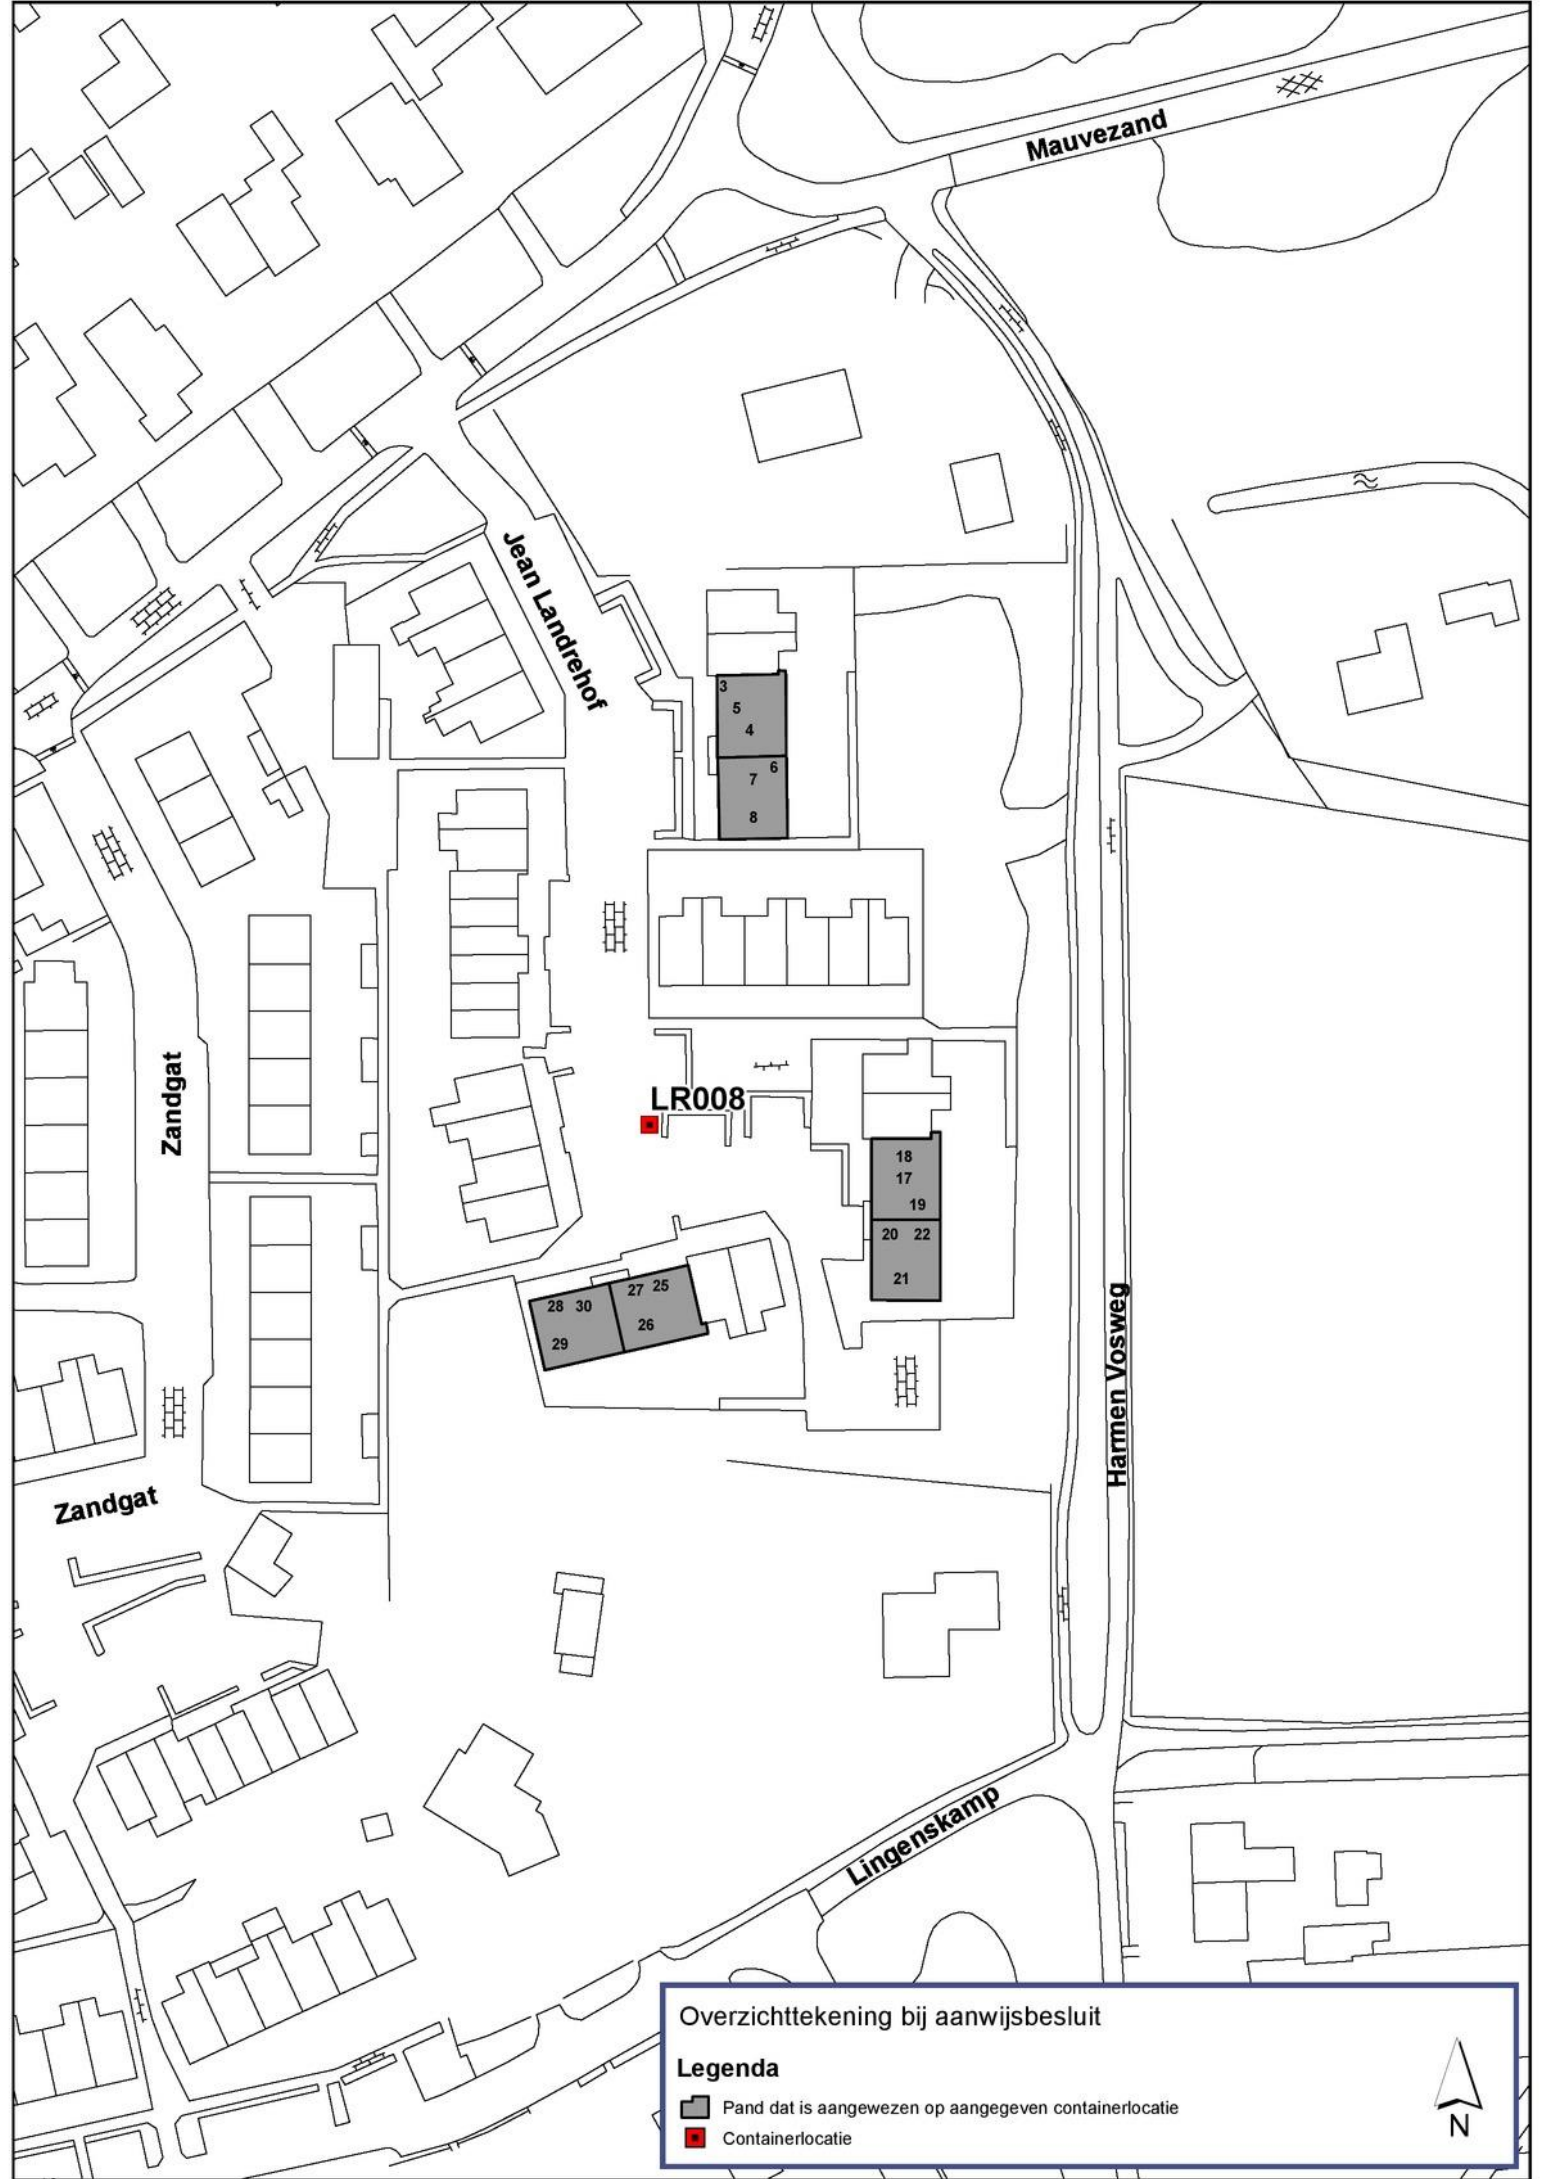 Mauvezand
Jean Landrehof
3
5
4
6
7
8
Zandgat
LR008
18
17
19
20 22
21
27 25
28 30
26
29
Harmen Vosweg
Zandgat
Lingenskamp
Overzichttekening bij aanwijsbesluit
Legenda
Pand dat is aangewezen op aangegeven containerlocatie
Containerlocatie
N